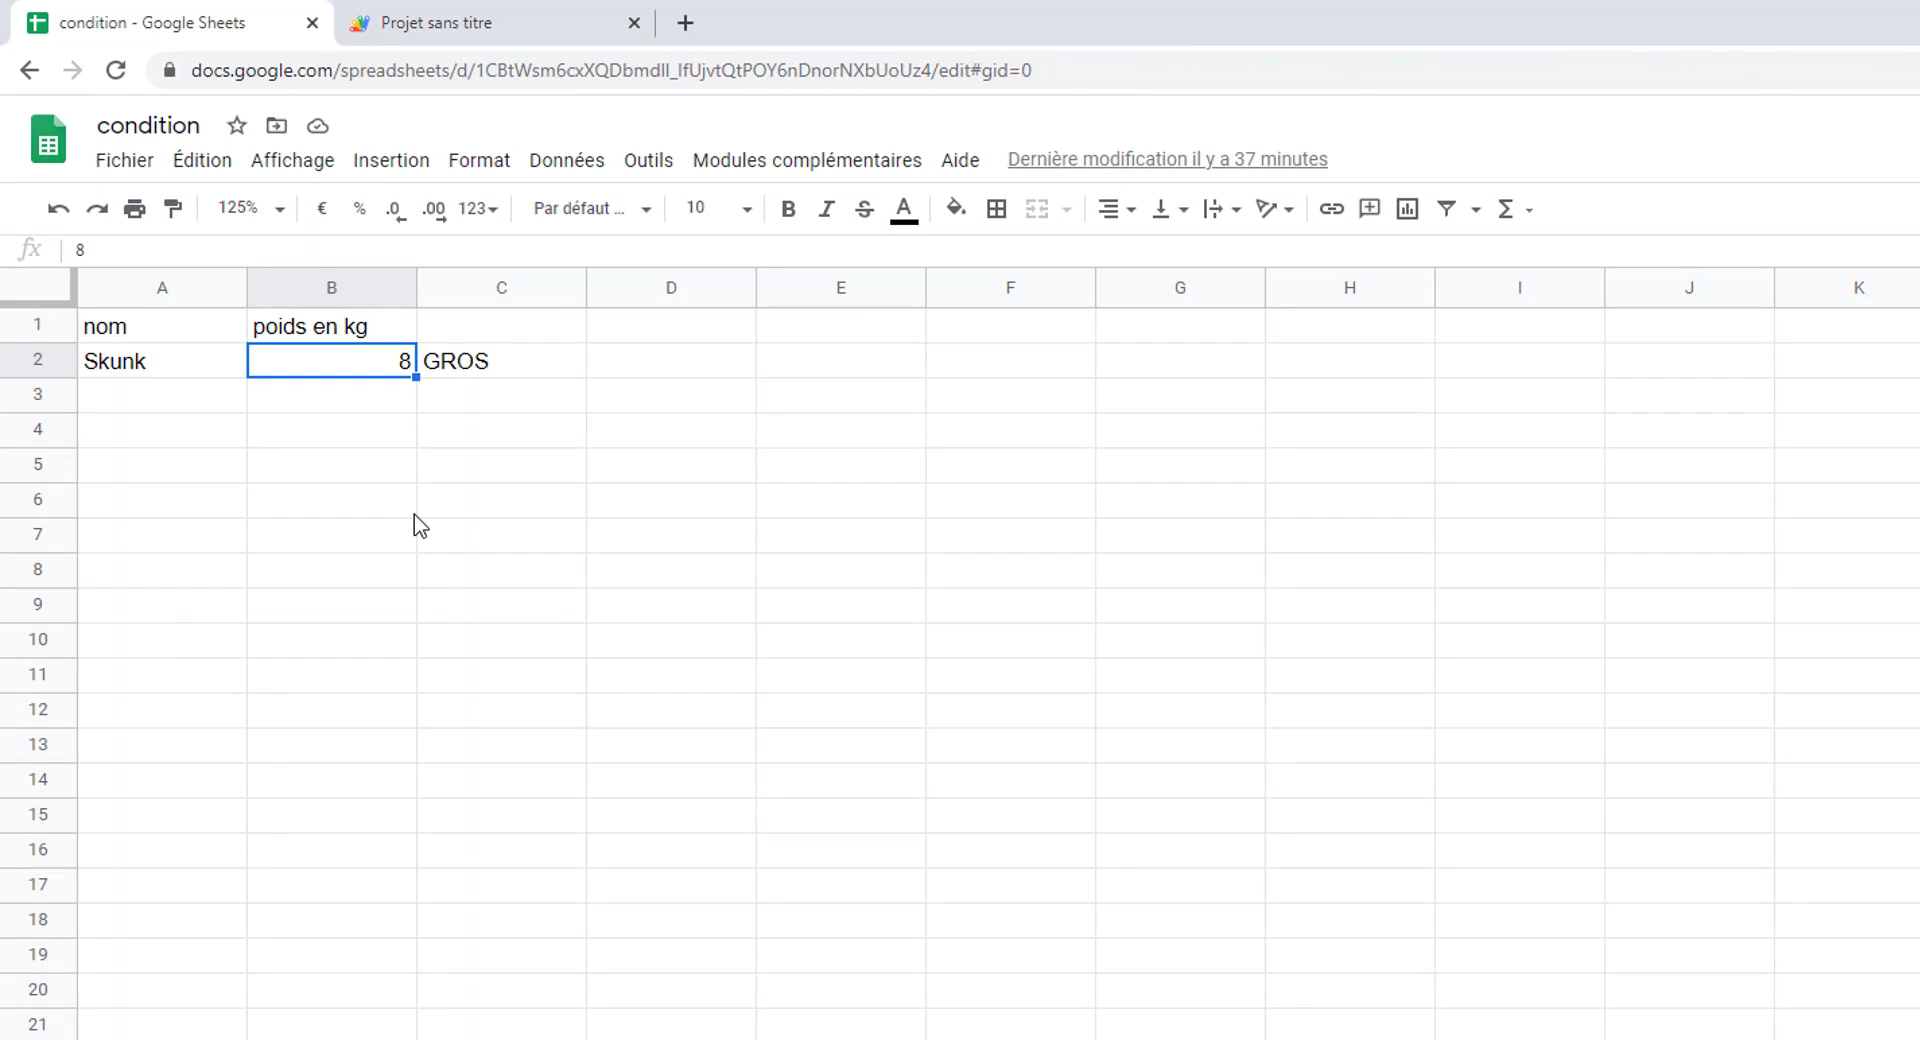 condition - Google Sheets
Projet sans titre
docs.google.com/spreadsheets/d/1CBtWsm6cxXQDbmdlI_IfUjvtQtPOY6nDnorNXbUoUz4/edit#gid=0
condition
Fichier Édition Affichage Insertion Format Données Outils Modules complémentaires Aide Dernière modification il y a 37 minutes
125% € % .0 .00 123 Par défaut ... 10 B I S A Σ
fx 8
A B C D E F G H I J K
1 nom poids en kg
2 Skunk 8 GROS
3
4
5
6
7
8
9
10
11
12
13
14
15
16
17
18
19
20
21